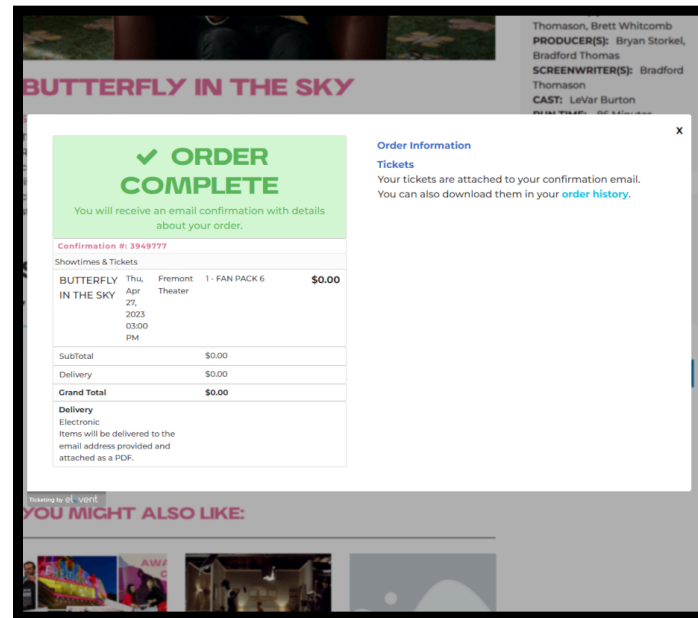 Thomason, Brett Whitcomb
PRODUCER(S): Bryan Storkel,
Bradford Thomas
SCREENWRITER(S): Bradford
Thomason
CAST: LeVar Burton
BUTTERFLY IN THE SKY
X
✔ ORDER
COMPLETE
You will receive an email confirmation with details
about your order.
Confirmation #: 3949777
Showtimes & Tickets
BUTTERFLY IN THE SKY
Thu, Apr 27, 2023 03:00 PM
Fremont Theater
1 - FAN PACK 6
$0.00
SubTotal $0.00
Delivery $0.00
Grand Total $0.00
Delivery
Electronic
Items will be delivered to the
email address provided and
attached as a PDF.
Order Information
Tickets
Your tickets are attached to your confirmation email.
You can also download them in your order history.
Ticketing by elevent
YOU MIGHT ALSO LIKE: